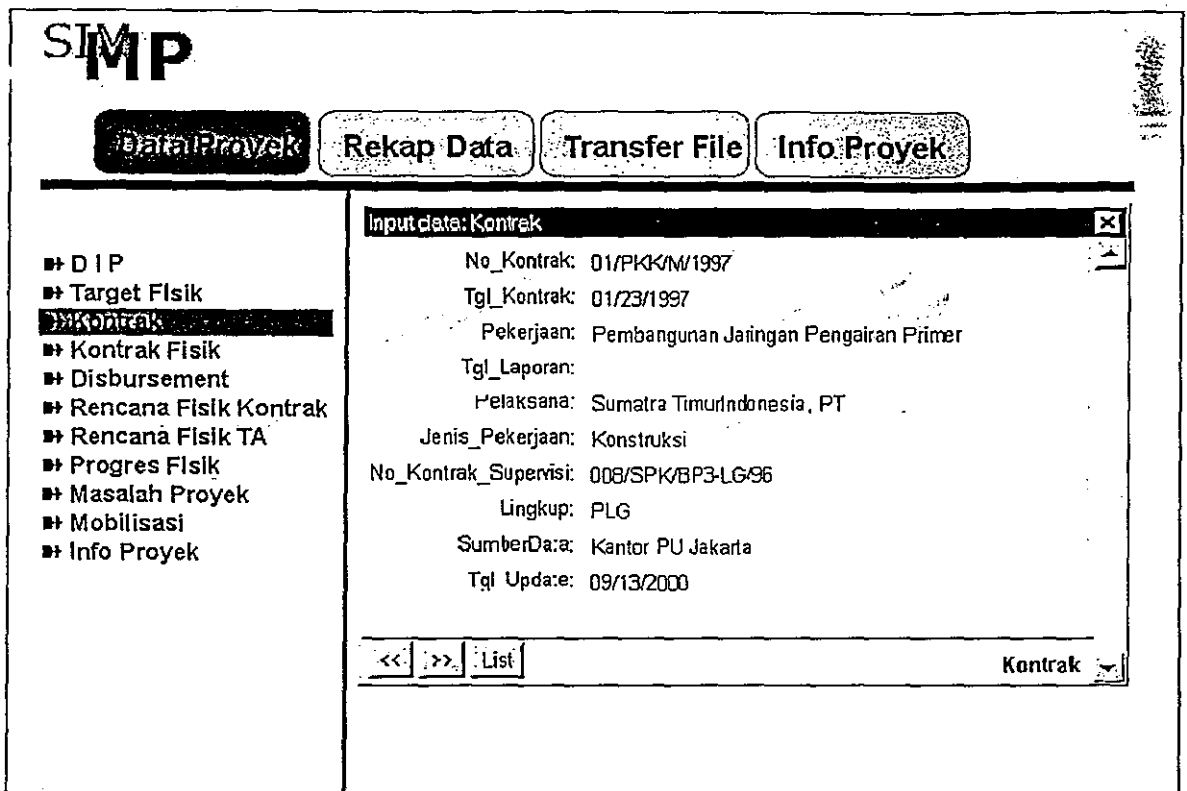 SIMMP
Data Proyek Rekap Data Transfer File Info Proyek
Input data: Kontrak
DIP
Target Fisik
Kontrak
Kontrak Fisik
Disbursement
Rencana Fisik Kontrak
Rencana Fisik TA
Progres Fisik
Masalah Proyek
Mobilisasi
Info Proyek
No_Kontrak: 01/PKK/M/1997
Tgl_Kontrak: 01/23/1997
Pekerjaan: Pembangunan Jaringan Pengairan Primer
Tgl_Laporan:
Pelaksana: Sumatra TimurIndonesia, PT
Jenis_Pekerjaan: Konstruksi
No_Kontrak_Supervisi: 008/SPK/BP3-LG/96
Lingkup: PLG
SumberData: Kantor PU Jakarta
Tgl_Update: 09/13/2000
<< >> List Kontrak